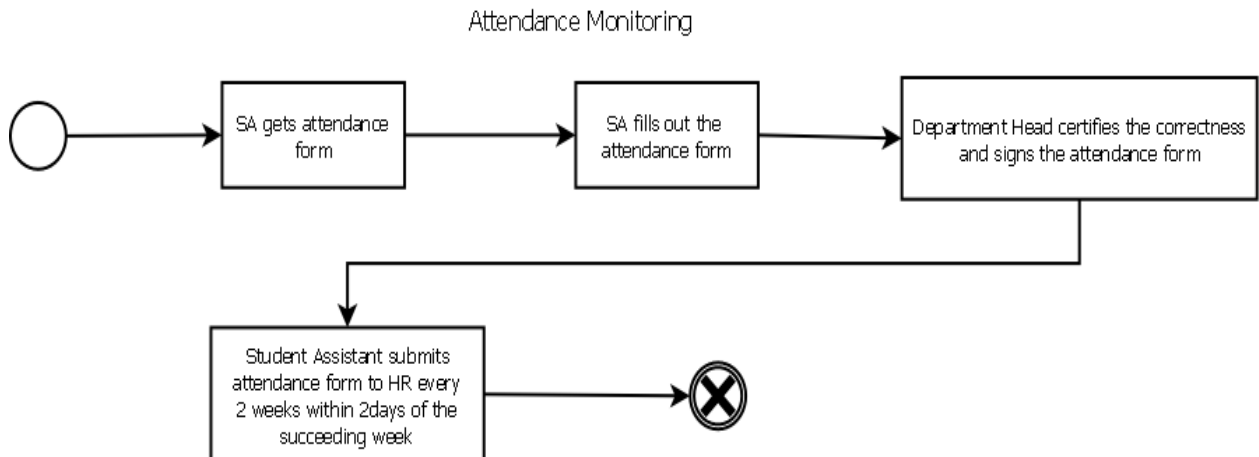 Attendance Monitoring
SA gets attendance
form
SA fills out the
attendance form
Department Head certifies the correctness
and signs the attendance form
Student Assistant submits
attendance form to HR every
2 weeks within 2days of the
succeeding week